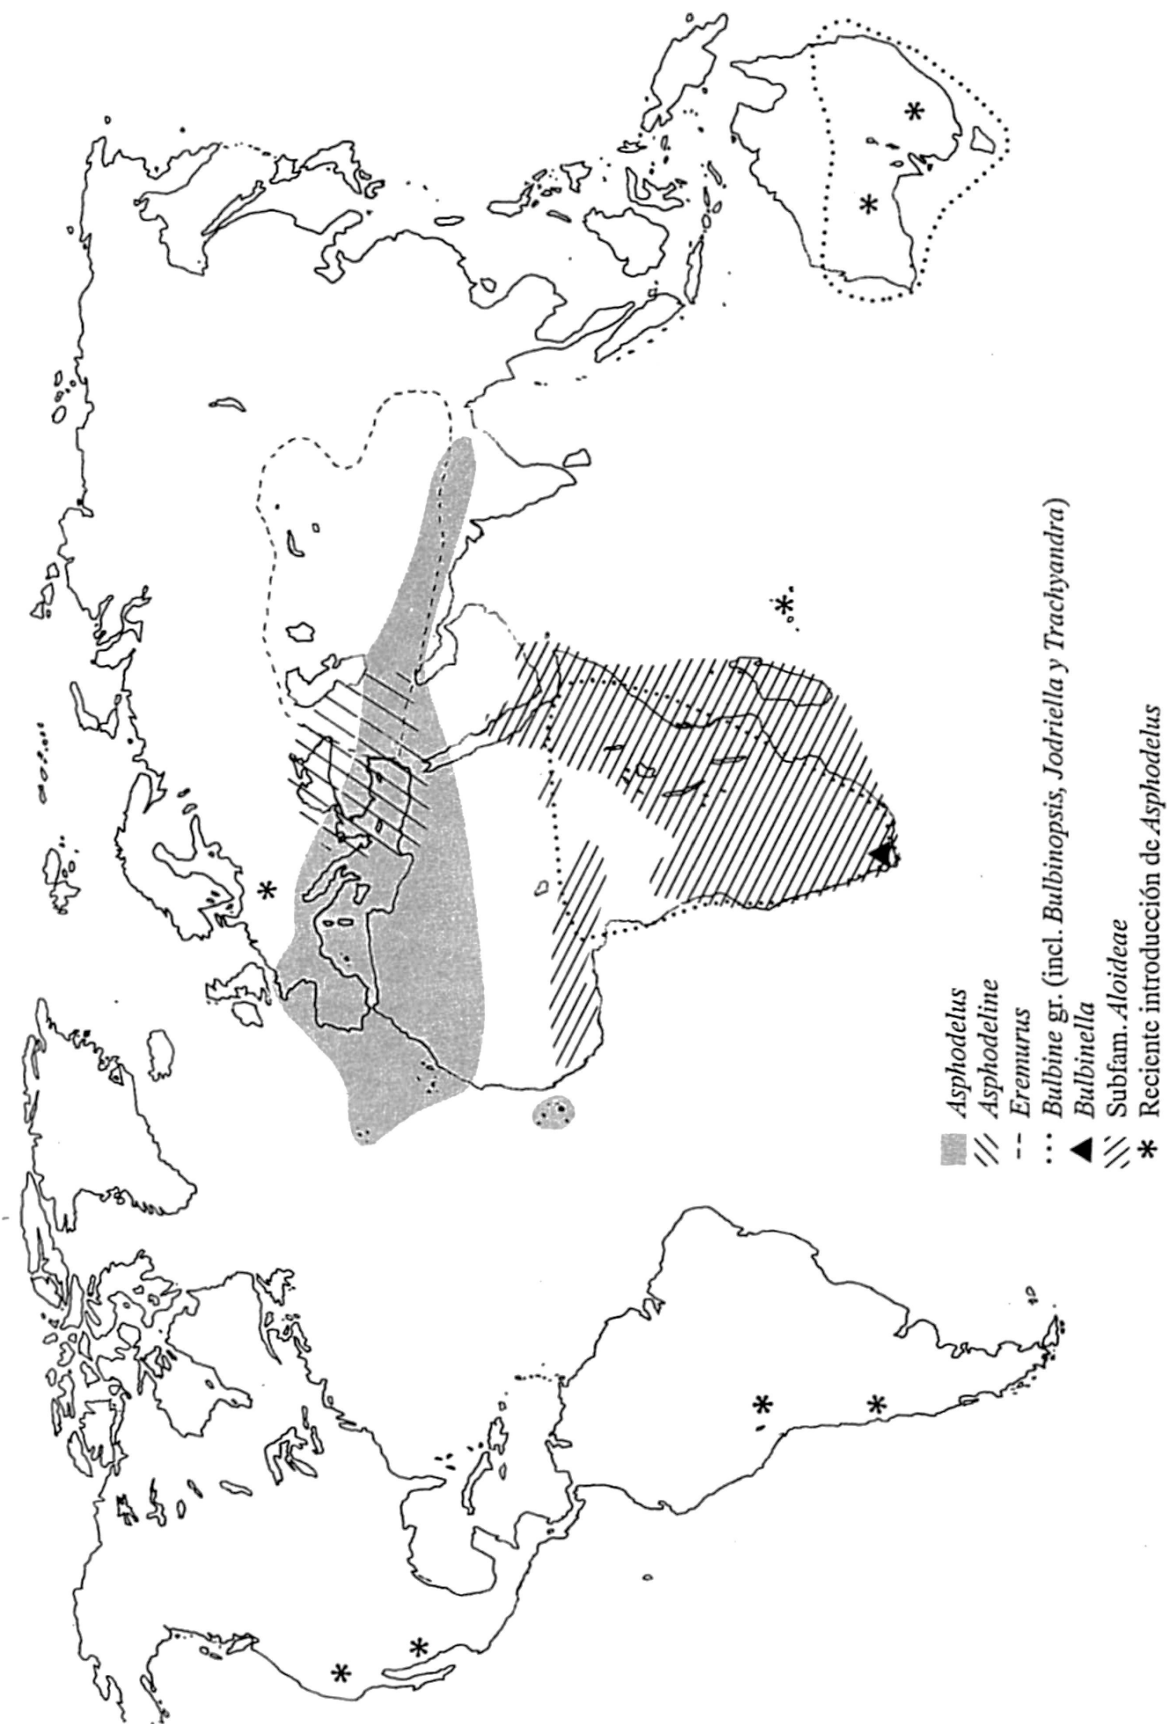 Asphodelus
Asphodeline
Eremurus
Bulbine gr. (incl. Bulbinopsis, Jodriella y Trachyandra)
Bulbinella
Subfam. Aloideae
Reciente introducción de Asphodelus